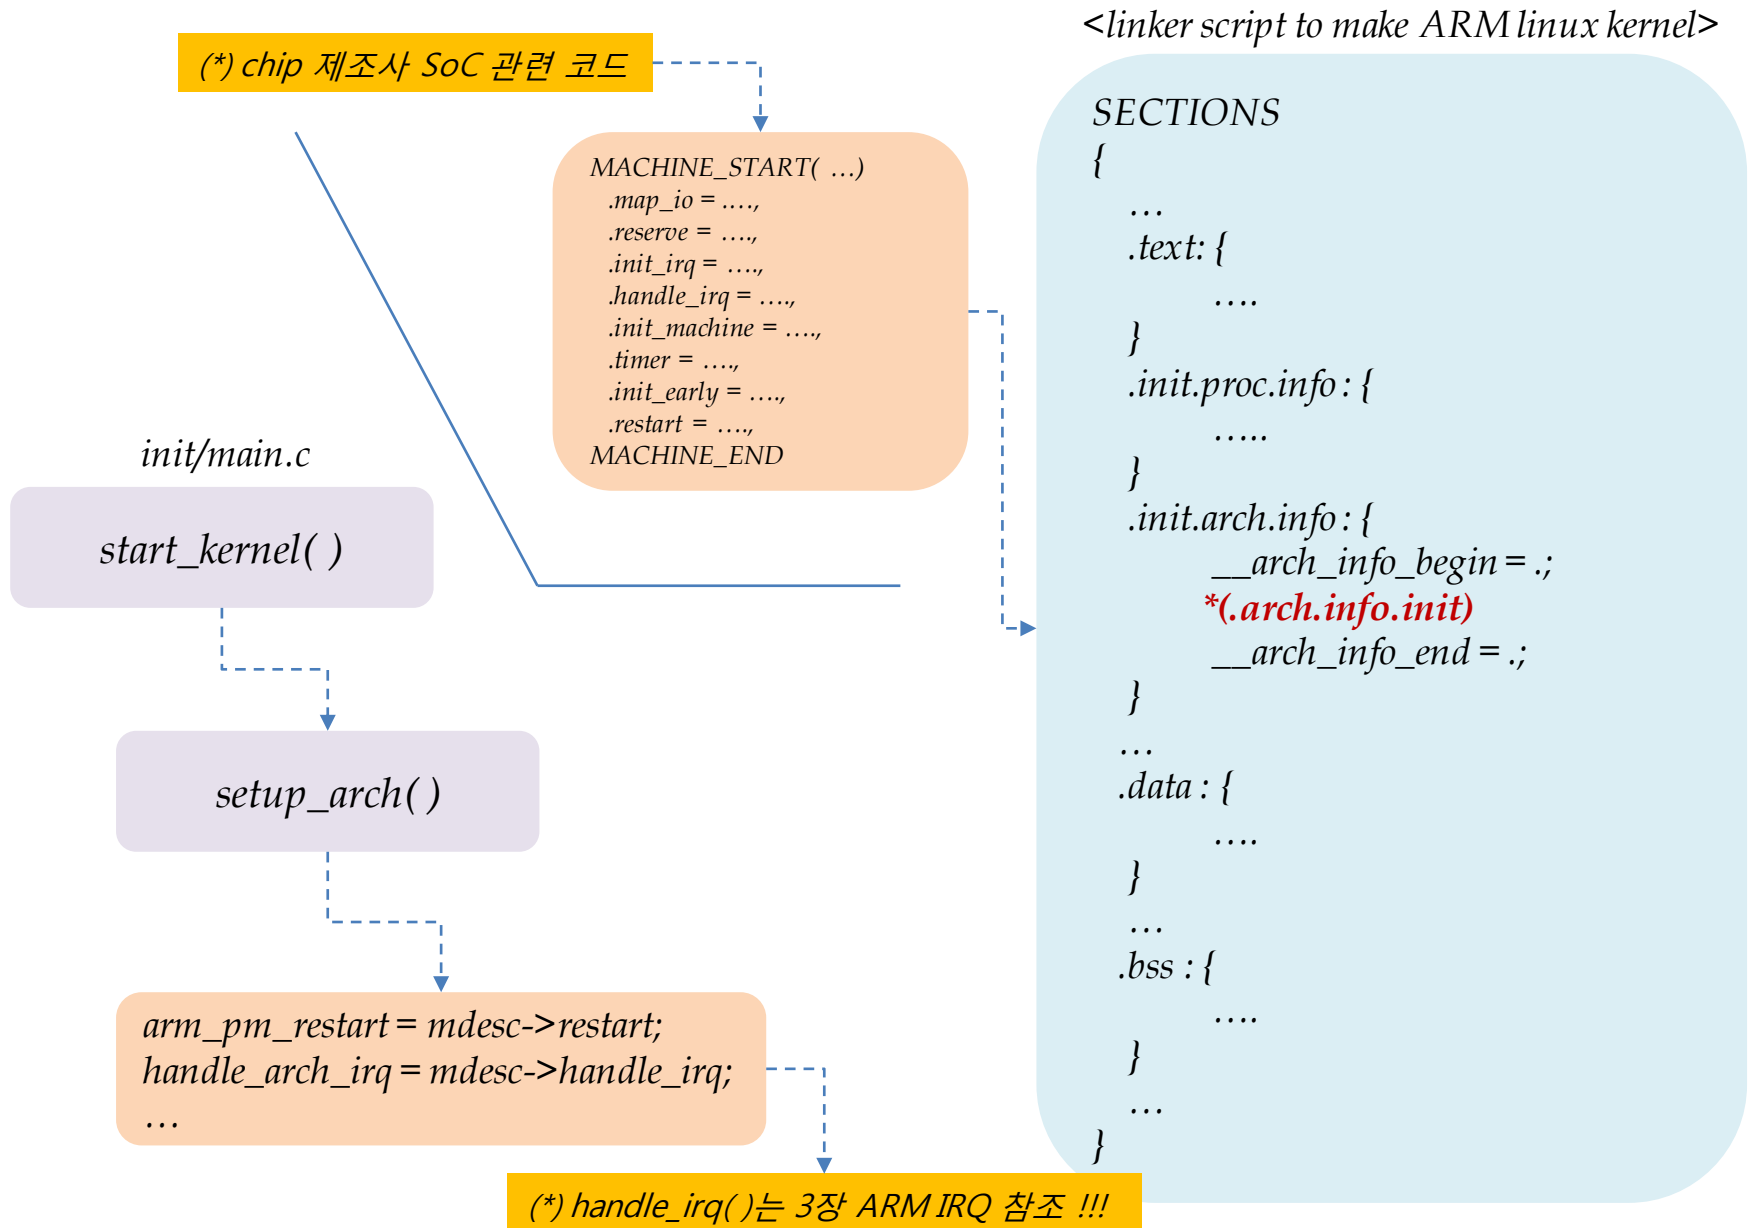 <linker script to make ARM linux kernel>
(*) chip 제조사 SoC 관련 코드
MACHINE_START( …)
.map_io = .…,
.reserve = ….,
.init_irq = ….,
.handle_irq = ….,
.init_machine = ….,
.timer = ….,
.init_early = ….,
.restart = ….,
MACHINE_END
init/main.c
start_kernel( )
setup_arch( )
arm_pm_restart = mdesc->restart;
handle_arch_irq = mdesc->handle_irq;
…
(*) handle_irq( )는 3장 ARM IRQ 참조 !!!
SECTIONS
{
…
.text: {
….
}
.init.proc.info : {
…..
}
.init.arch.info : {
__arch_info_begin = .;
*(.arch.info.init)
__arch_info_end = .;
}
…
.data : {
….
}
…
.bss : {
….
}
…
}